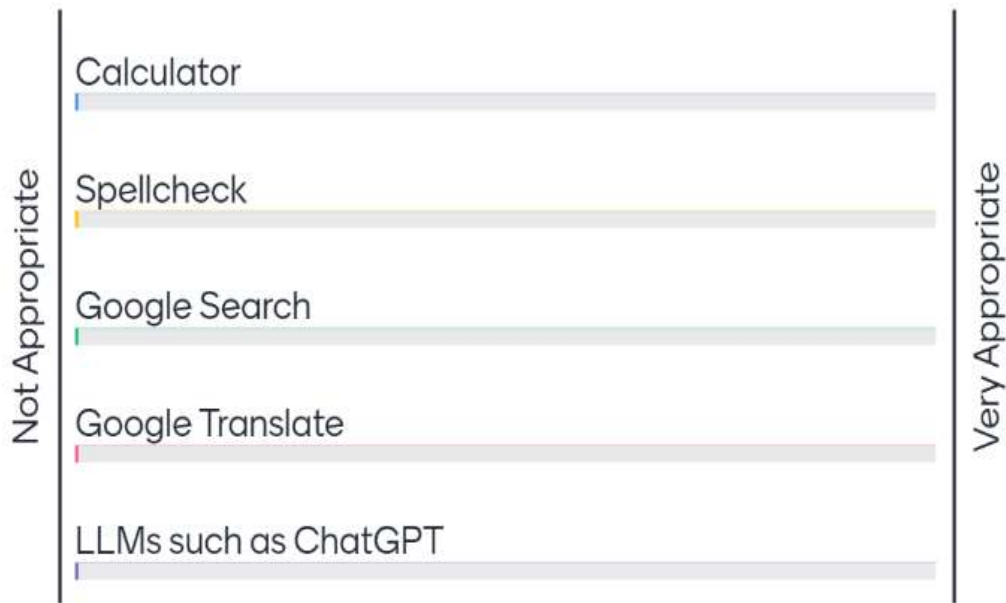 Not Appropriate
Calculator
Spellcheck
Google Search
Google Translate
LLMs such as ChatGPT
Very Appropriate